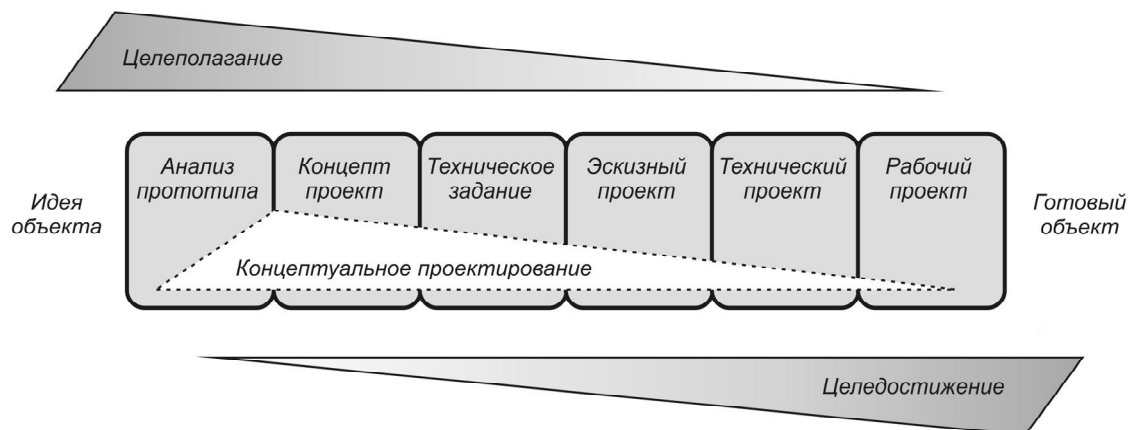 Целеполагание
Анализ
прототипа
Концепт
проект
Техническое
задание
Эскизный
проект
Технический
проект
Рабочий
проект
Идея
объекта
Готовый
объект
Концептуальное проектирование
Целедостижение